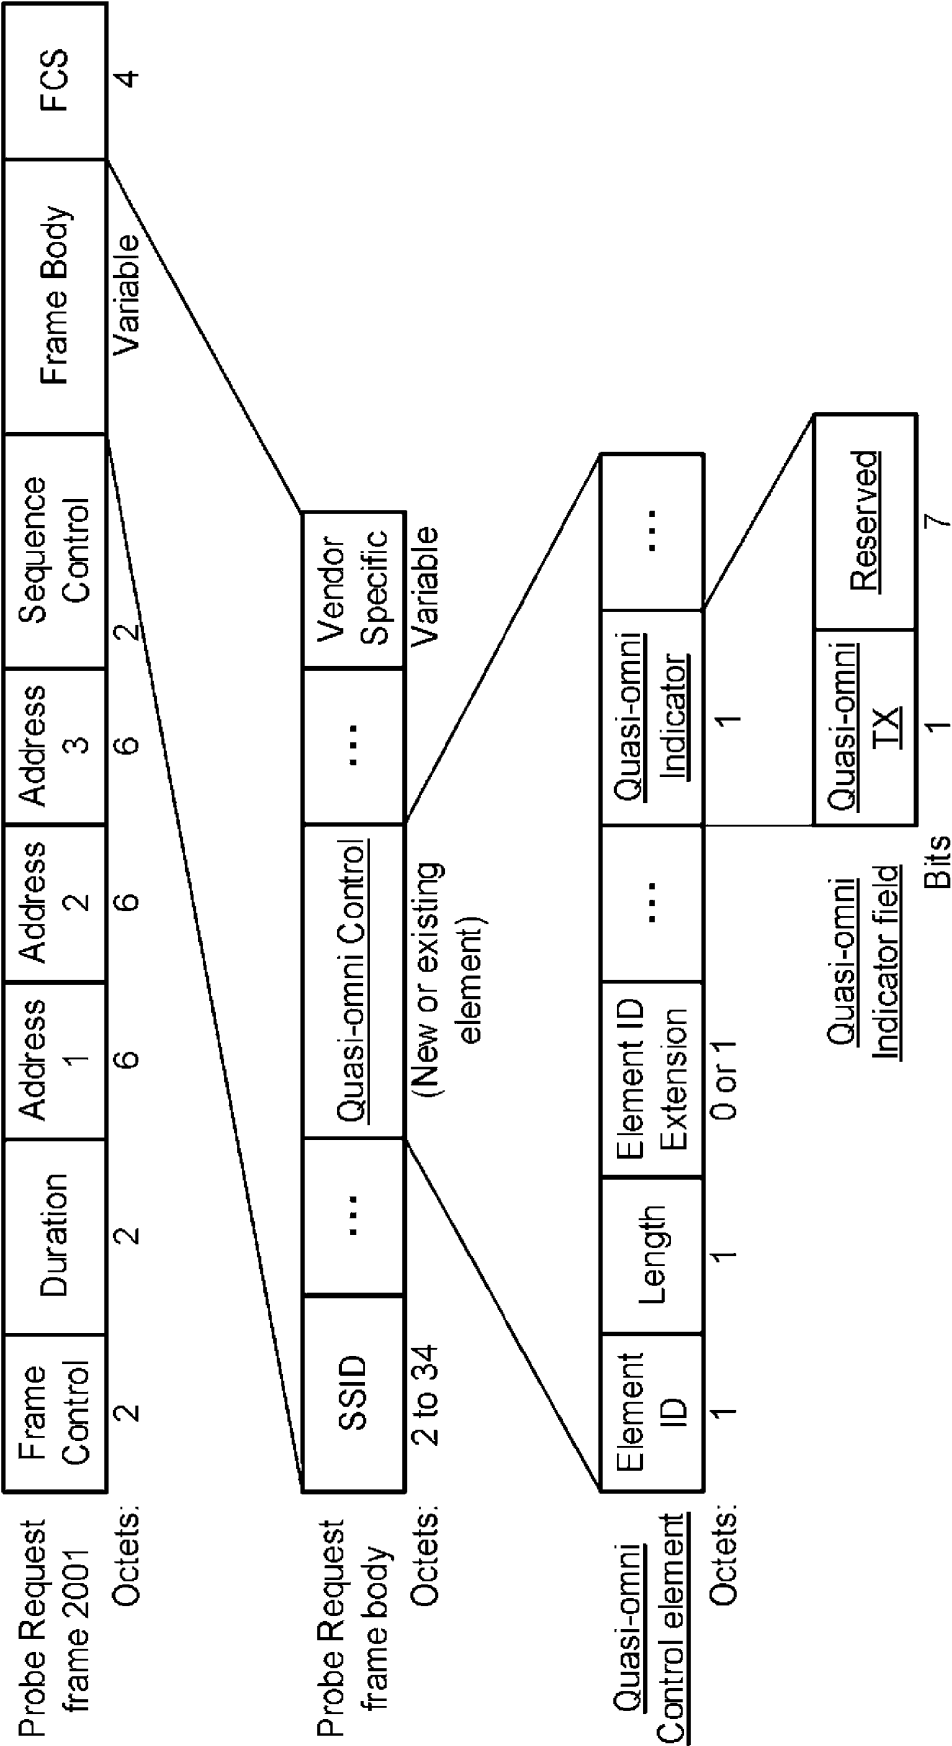 Probe Request
frame 2001
Frame
Control
Duration
Address
1
Address
2
Address
3
Sequence
Control
Frame Body
FCS
Octets:
2
2
6
6
6
2
Variable
4
Probe Request
frame body
SSID
...
Quasi-omni Control
...
Vendor
Specific
Octets:
2 to 34
(New or existing
element)
Variable
Quasi-omni
Control element
Element
ID
Length
Element ID
Extension
...
Quasi-omni
Indicator
...
Octets:
1
1
0 or 1
1
Quasi-omni
Indicator field
Quasi-omni
TX
Reserved
Bits
1
7